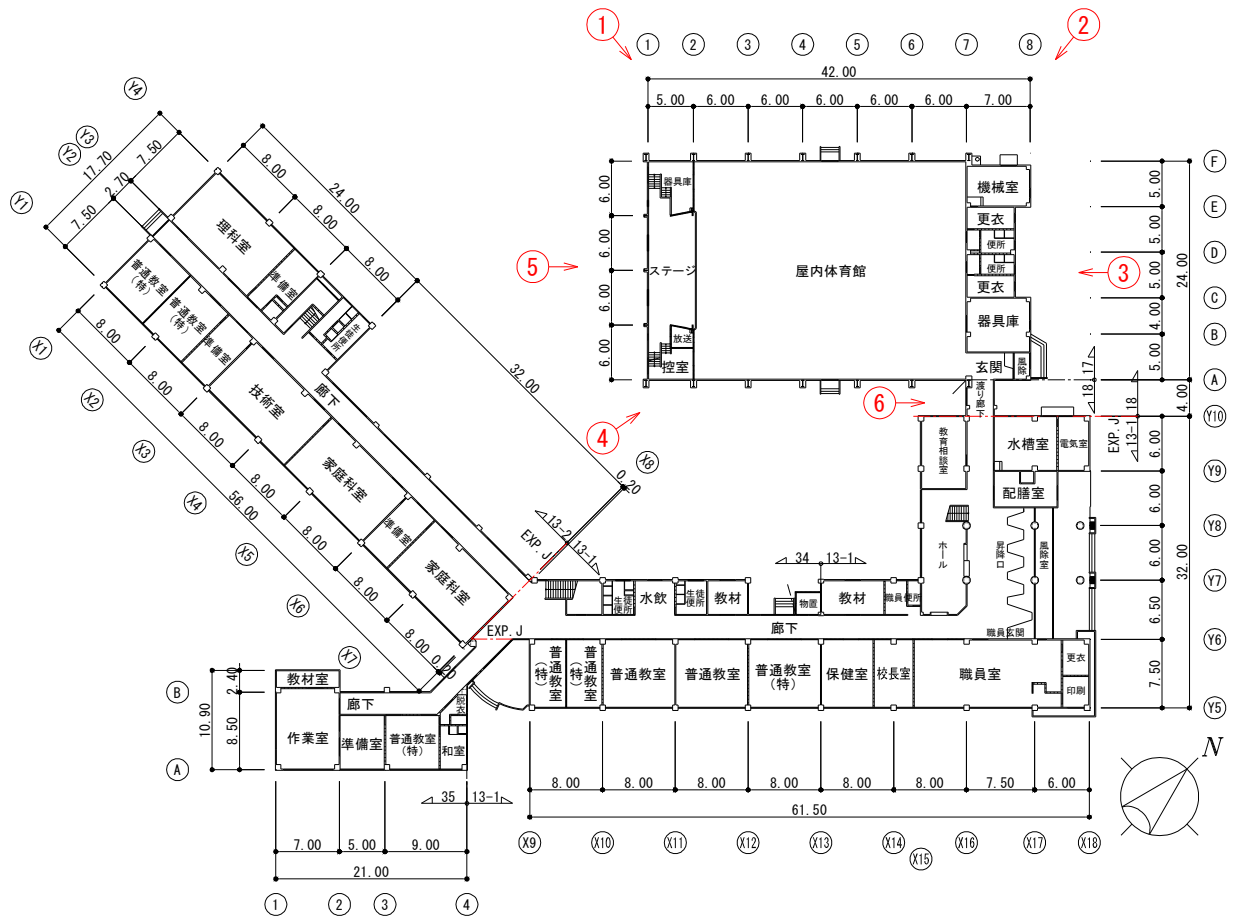 ①
②
1
2
3
4
5
6
7
8
42.00
5.00
6.00
6.00
6.00
6.00
6.00
7.00
Y4
Y3
Y2
Y1
17.70
7.50
2.70
7.50
24.00
8.00
8.00
8.00
32.00
0.20
X8
理科室
準備室
生徒
便所
普通教室
(特)
普通教室
(特)
準備室
技術室
家庭科室
準備室
家庭科室
廊下
X1
X2
X3
X4
X5
X6
X7
8.00
8.00
8.00
8.00
8.00
8.00
8.00
56.00
0.20
6.00
6.00
6.00
6.00
器具庫
ステージ
放送
控室
屋内体育館
機械室
更衣
便所
便所
更衣
器具庫
玄関
風除
渡り廊下
F
E
D
C
B
A
5.00
5.00
5.00
4.00
5.00
24.00
4.00
⑤
③
④
⑥
17
18
18
13-1
EXP.J
Y10
Y9
Y8
Y7
Y6
Y5
6.00
6.00
6.00
6.50
7.50
32.00
教育相談室
水槽室
電気室
配膳室
ホール
昇降口
風除室
職員玄関
13-2
13-1
EXP.J
EXP.J
34
13-1
生徒
便所
水飲
生徒
便所
教材
物置
教材
職員
便所
廊下
普通教室
(特)
普通教室
(特)
普通教室
普通教室
普通教室
(特)
保健室
校長室
職員室
更衣
印刷
教材室
廊下
脱衣
作業室
準備室
普通教室
(特)
和室
B
A
2.40
8.50
10.90
35
13-1
7.00
5.00
9.00
21.00
1
2
3
4
8.00
8.00
8.00
8.00
8.00
8.00
7.50
6.00
61.50
X9
X10
X11
X12
X13
X14
X15
X16
X17
X18
N